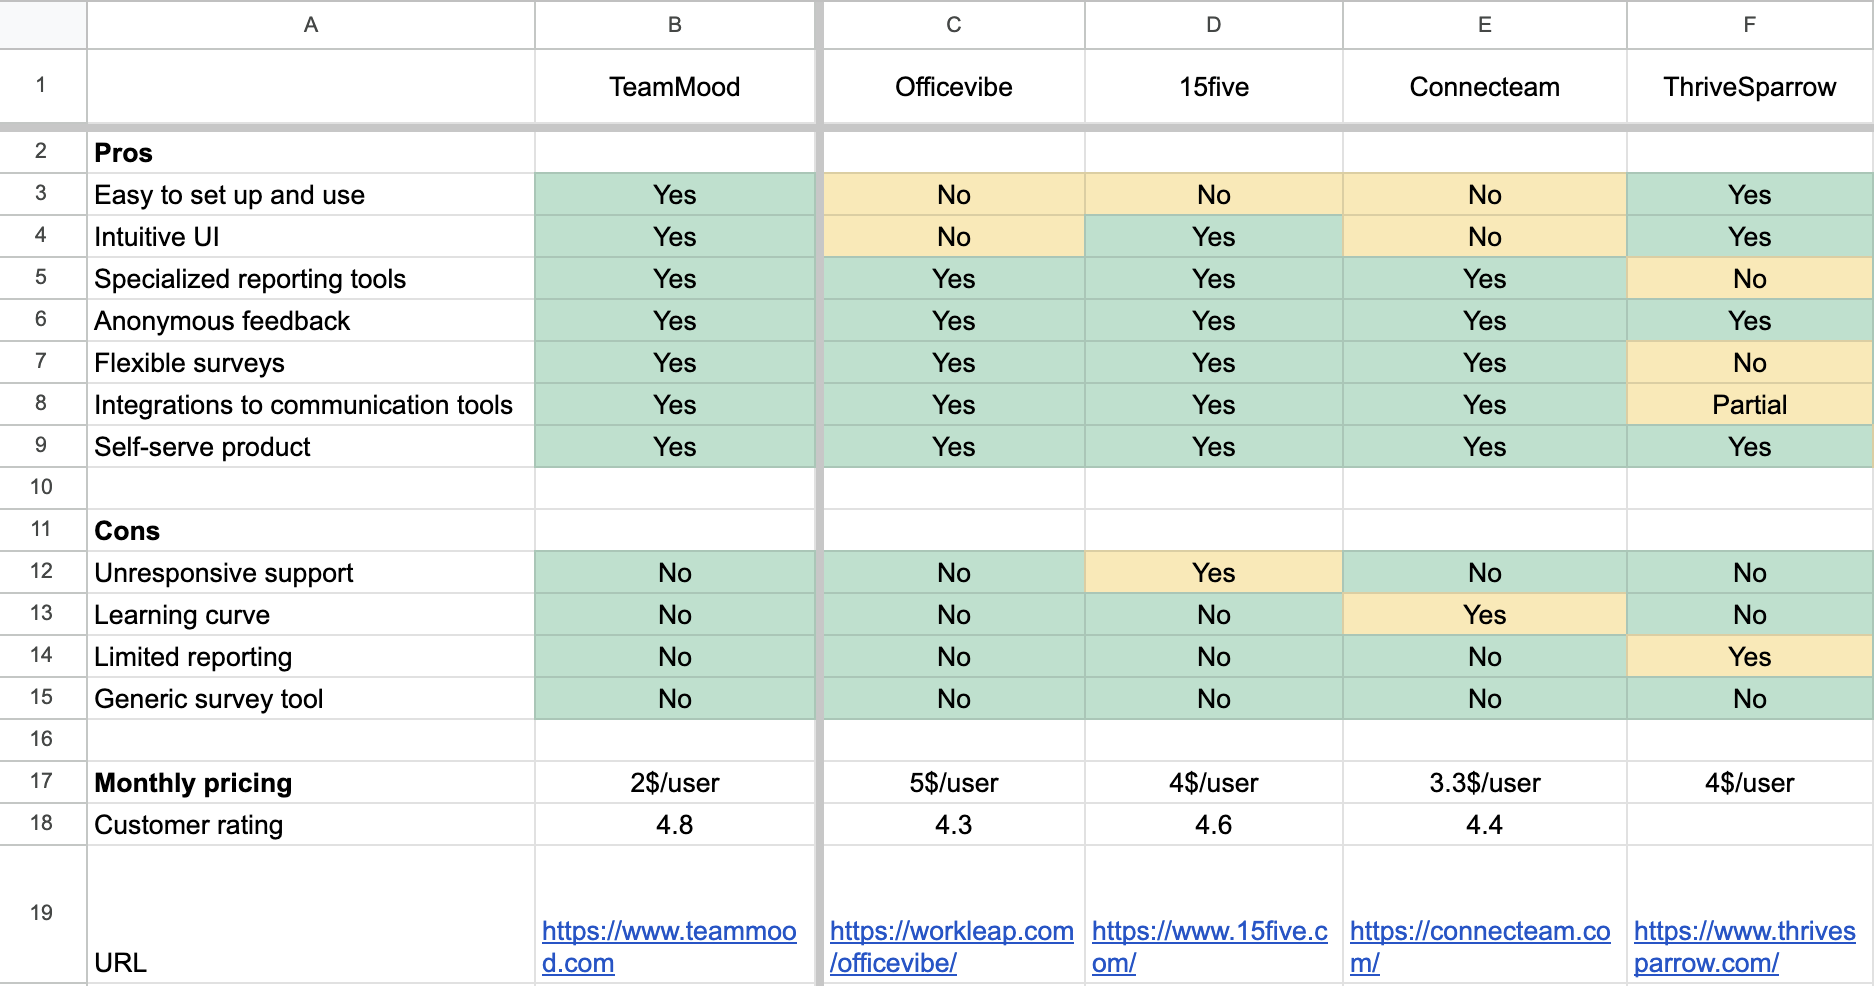 A B C D E F
1 TeamMood Officevibe 15five Connecteam ThriveSparrow
2 Pros
3 Easy to set up and use Yes No No No Yes
4 Intuitive UI Yes No Yes No Yes
5 Specialized reporting tools Yes Yes Yes Yes No
6 Anonymous feedback Yes Yes Yes Yes Yes
7 Flexible surveys Yes Yes Yes Yes No
8 Integrations to communication tools Yes Yes Yes Yes Partial
9 Self-serve product Yes Yes Yes Yes Yes
10
11 Cons
12 Unresponsive support No No Yes No No
13 Learning curve No No No Yes No
14 Limited reporting No No No No Yes
15 Generic survey tool No No No No No
16
17 Monthly pricing 2$/user 5$/user 4$/user 3.3$/user 4$/user
18 Customer rating 4.8 4.3 4.6 4.4
19 https://www.teammoo https://workleap.com https://www.15five.c https://connecteam.co https://www.thrives
URL d.com /officevibe/ om/ m/ parrow.com/